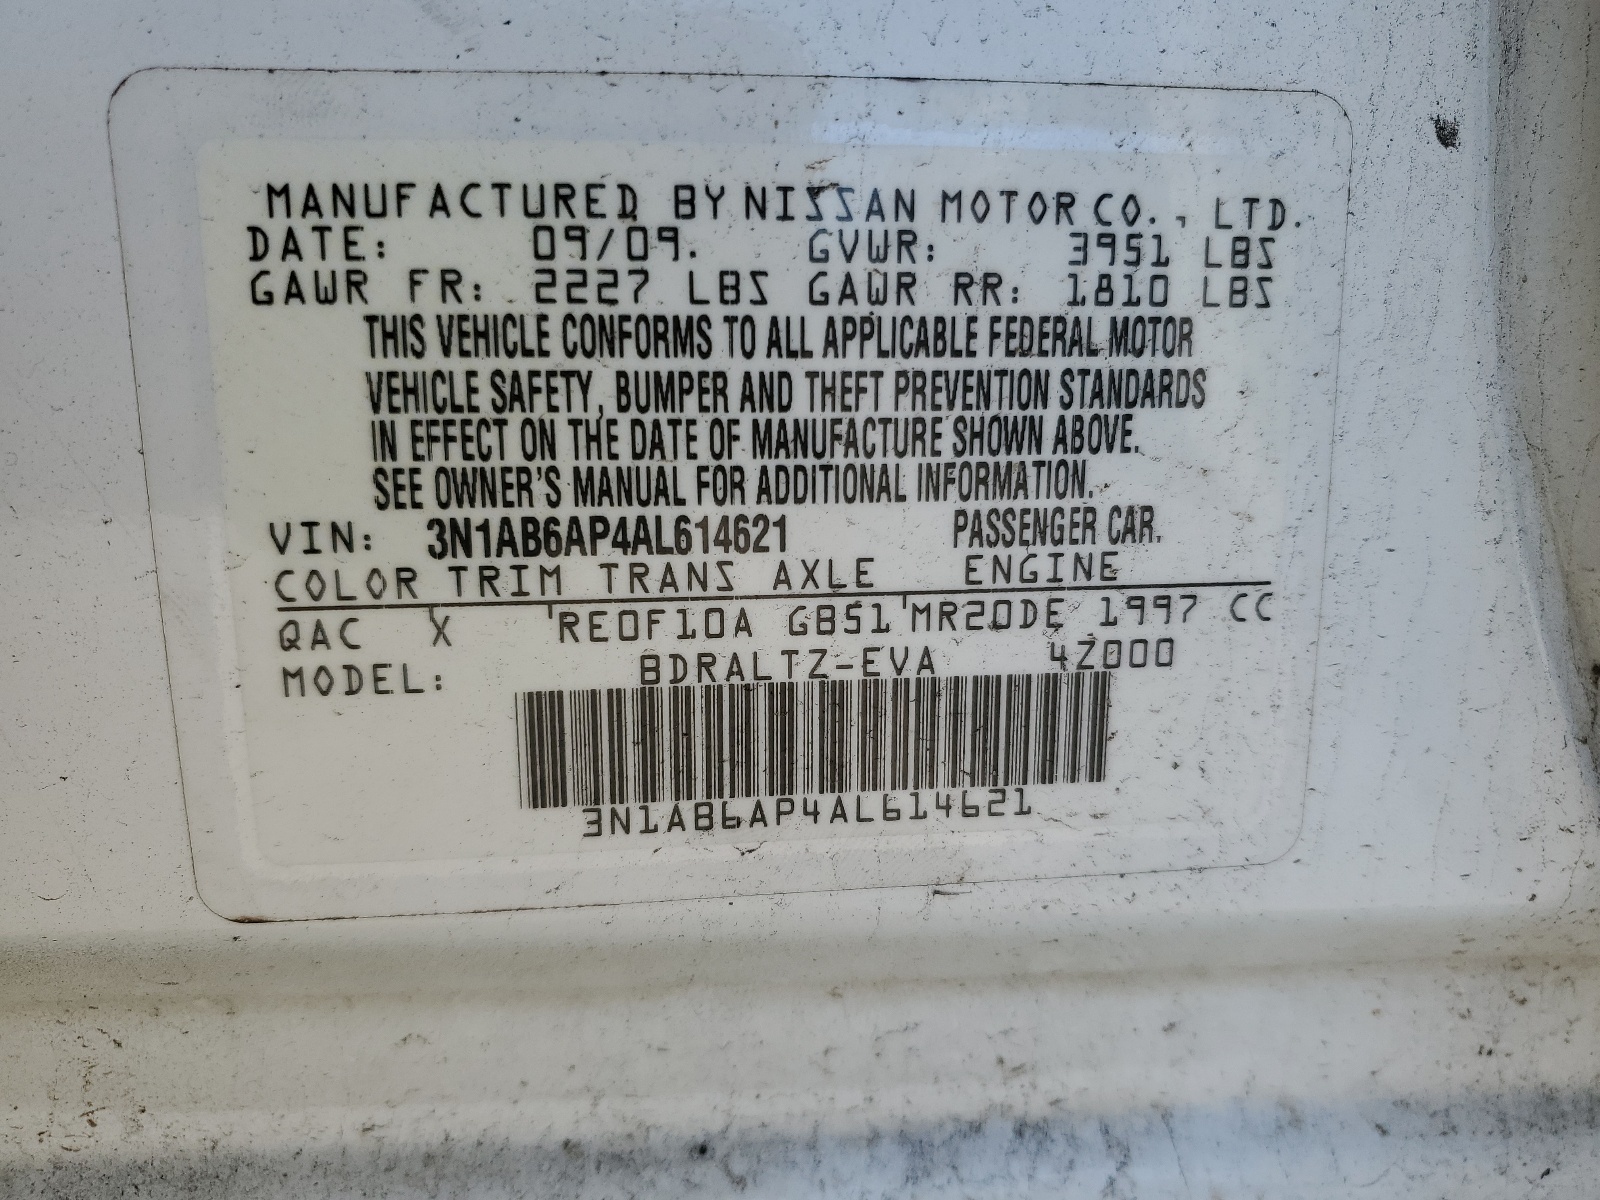 MANUFACTURED BY NISSAN MOTOR CO., LTD.
DATE: 09/09. GVWR: 3951 LBS
GAWR FR: 2227 LBS GAWR RR: 1810 LBS
THIS VEHICLE CONFORMS TO ALL APPLICABLE FEDERAL MOTOR
VEHICLE SAFETY, BUMPER AND THEFT PREVENTION STANDARDS
IN EFFECT ON THE DATE OF MANUFACTURE SHOWN ABOVE.
SEE OWNER'S MANUAL FOR ADDITIONAL INFORMATION.
VIN: 3N1AB6AP4AL614621 PASSENGER CAR.
COLOR TRIM TRANS AXLE ENGINE
QAC X RE0F10A GB51 MR20DE 1997 CC
MODEL: BDRALTZ-EVA 4Z000
3N1AB6AP4AL614621